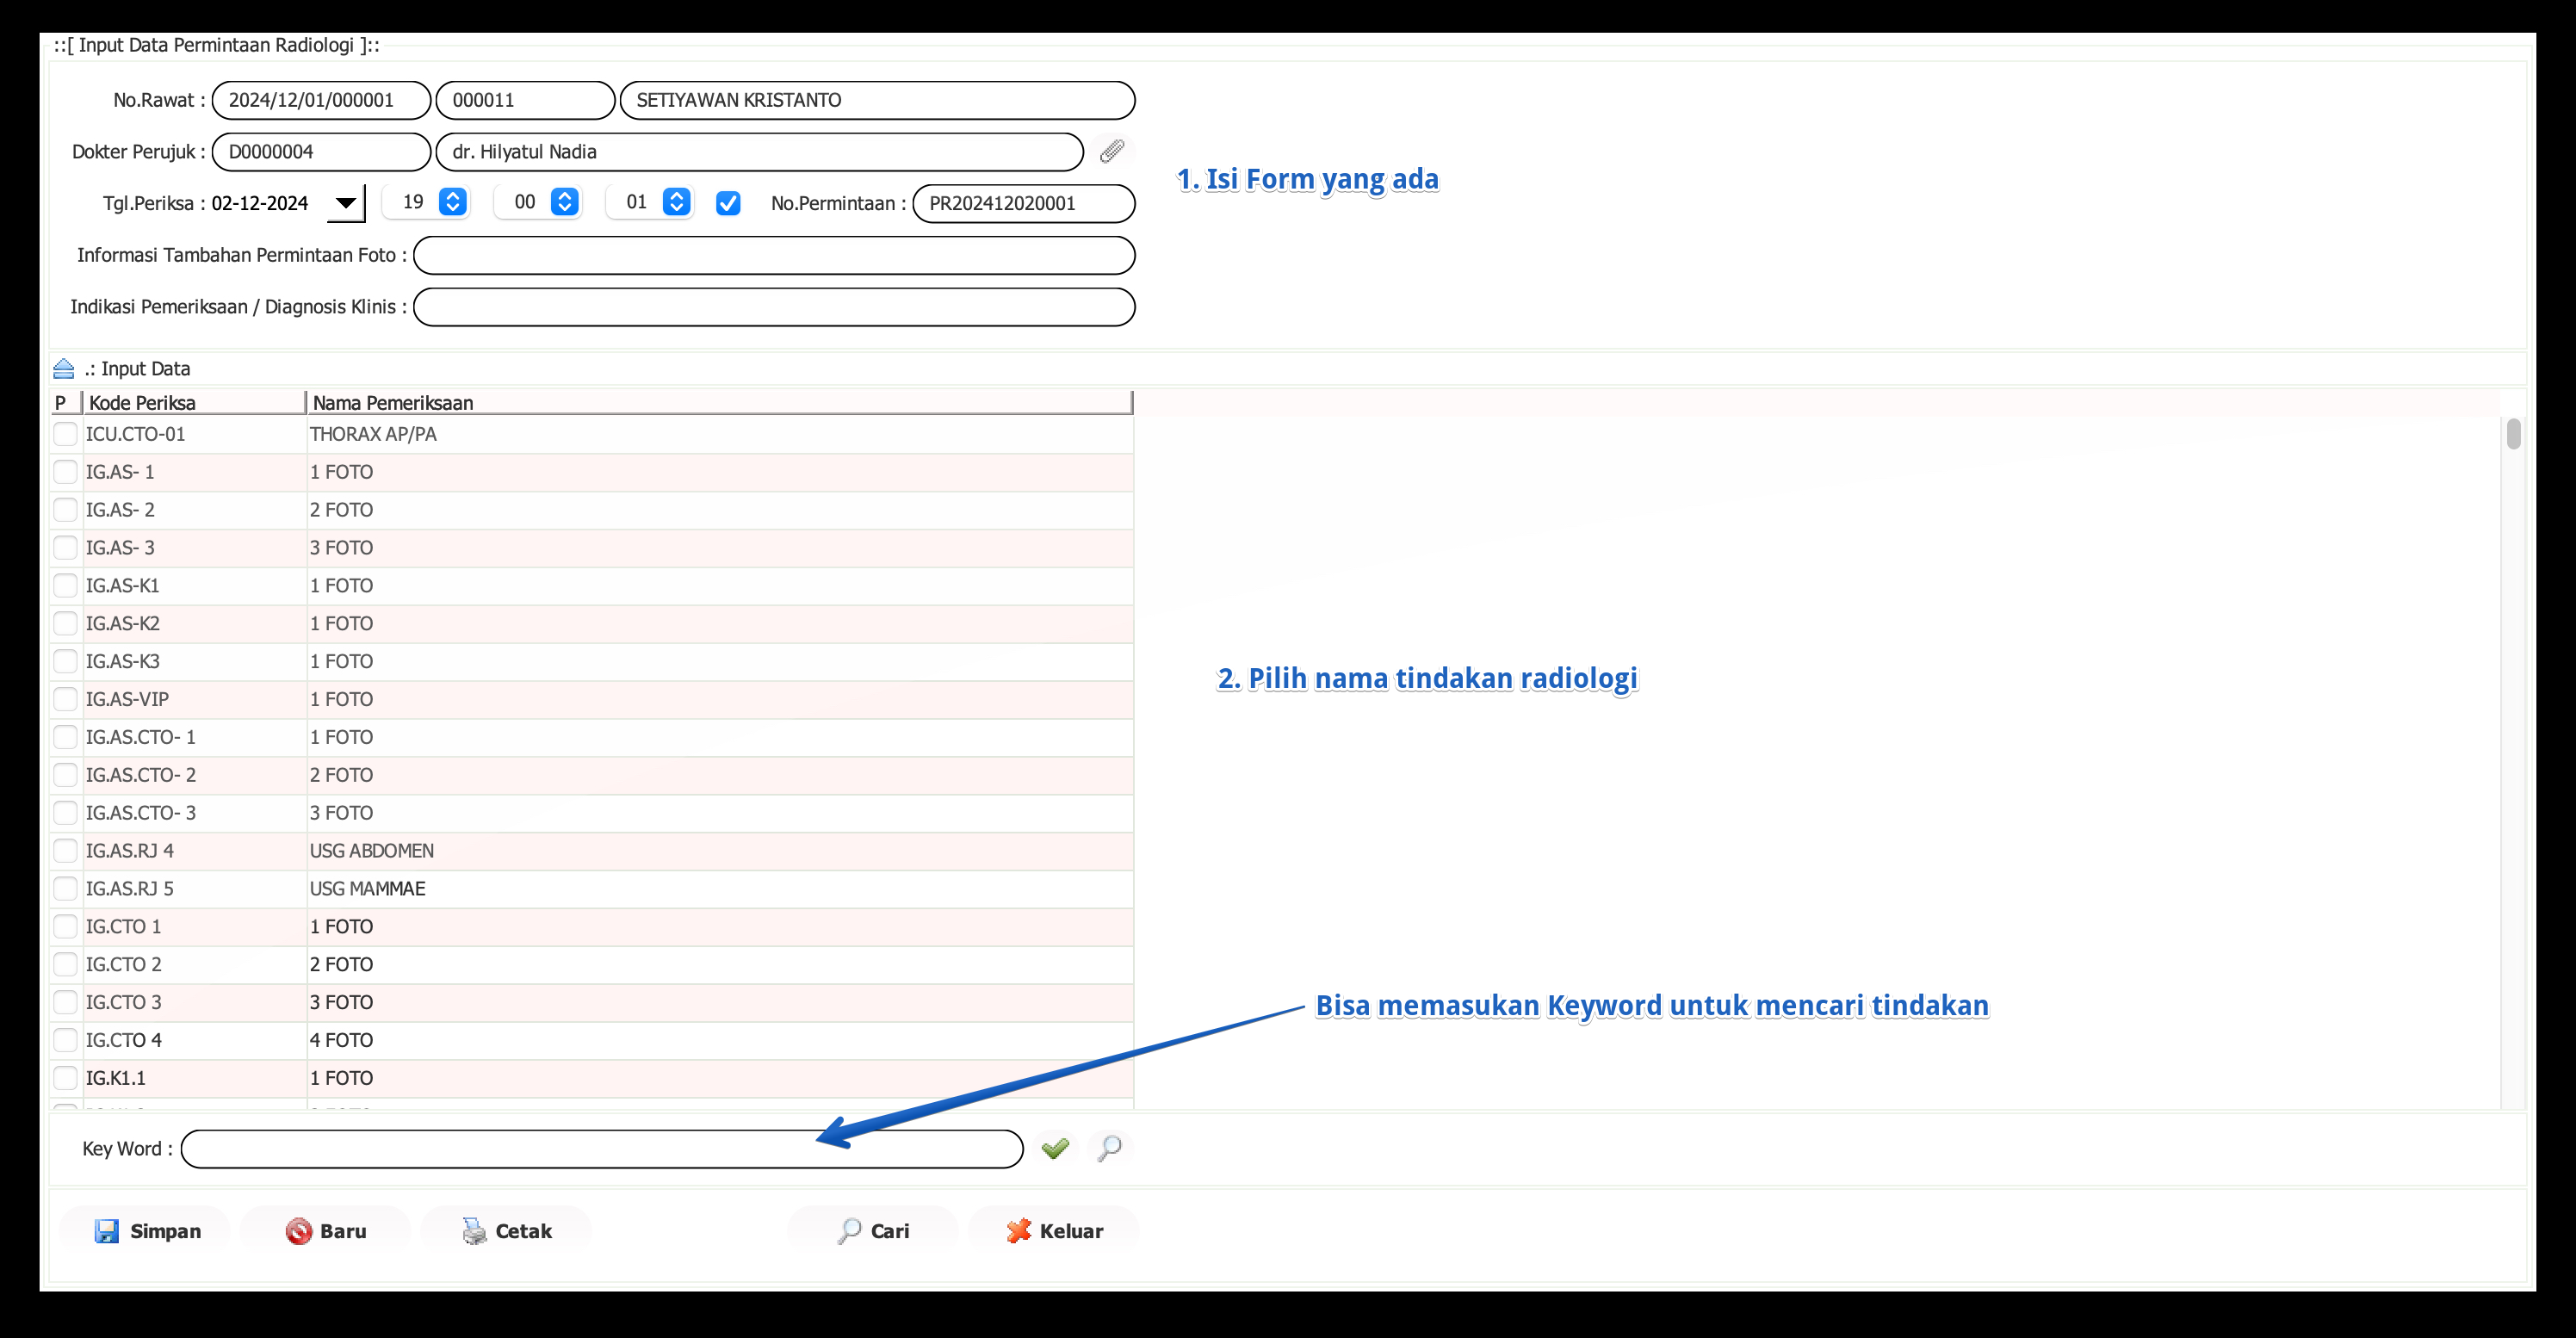 ::[ Input Data Permintaan Radiologi ]::
No.Rawat : 2024/12/01/000001 000011 SETIYAWAN KRISTANTO
Dokter Perujuk : D0000004 dr. Hilyatul Nadia
1. Isi Form yang ada
Tgl.Periksa : 02-12-2024 19 00 01 No.Permintaan : PR202412020001
Informasi Tambahan Permintaan Foto :
Indikasi Pemeriksaan / Diagnosis Klinis :
.: Input Data
P Kode Periksa Nama Pemeriksaan
ICU.CTO-01 THORAX AP/PA
IG.AS- 1 1 FOTO
IG.AS- 2 2 FOTO
IG.AS- 3 3 FOTO
IG.AS-K1 1 FOTO
IG.AS-K2 1 FOTO
IG.AS-K3 1 FOTO
2. Pilih nama tindakan radiologi
IG.AS-VIP 1 FOTO
IG.AS.CTO- 1 1 FOTO
IG.AS.CTO- 2 2 FOTO
IG.AS.CTO- 3 3 FOTO
IG.AS.RJ 4 USG ABDOMEN
IG.AS.RJ 5 USG MAMMAE
IG.CTO 1 1 FOTO
IG.CTO 2 2 FOTO
IG.CTO 3 3 FOTO
Bisa memasukan Keyword untuk mencari tindakan
IG.CTO 4 4 FOTO
IG.K1.1 1 FOTO
Key Word :
Simpan Baru Cetak Cari Keluar